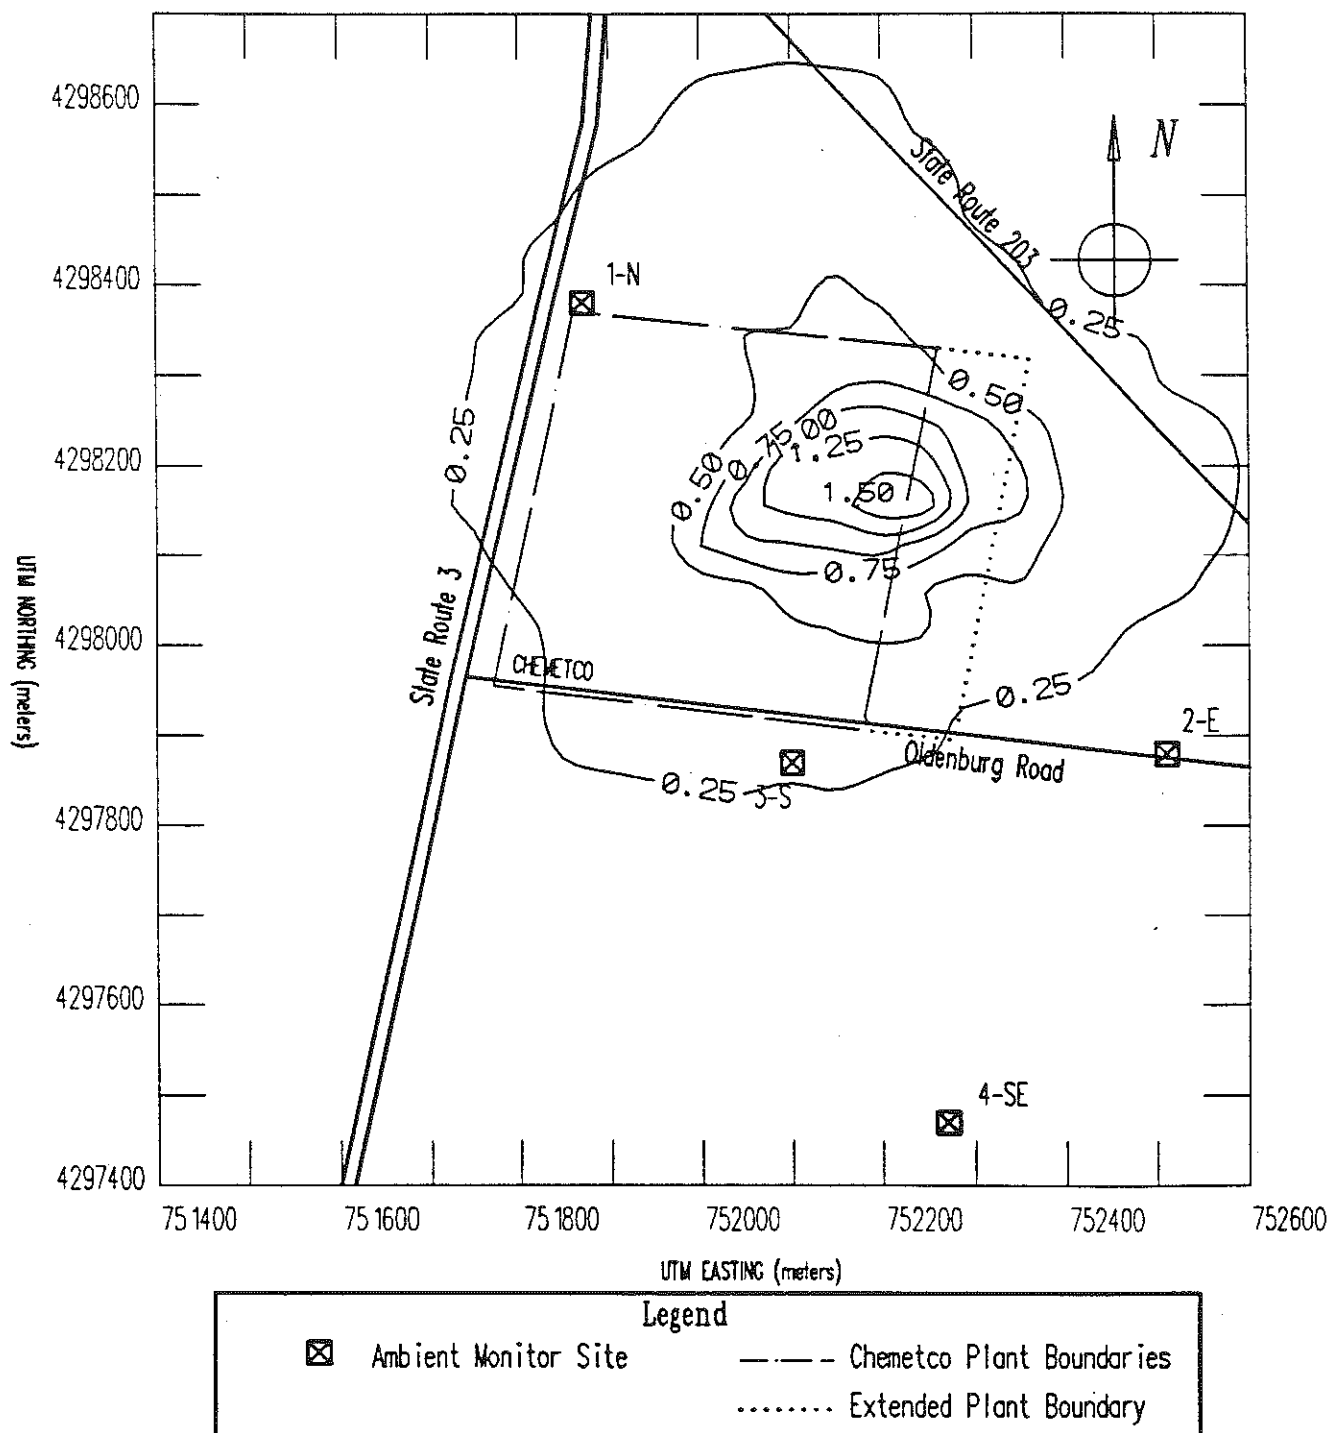 4298600
N
State Route 203
4298400
1-N
0.25
0.50
0.25
0.75
1.00
1.25
4298200
0.50
1.50
0.75
UTM NORTHING (meters)
State Route 3
4298000
CHEMETCO
0.25
2-E
Oldenburg Road
0.25
3-S
4297800
4297600
4-SE
4297400
751400 751600 751800 752000 752200 752400 752600
UTM EASTING (meters)
Legend
Ambient Monitor Site
Chemetco Plant Boundaries
Extended Plant Boundary